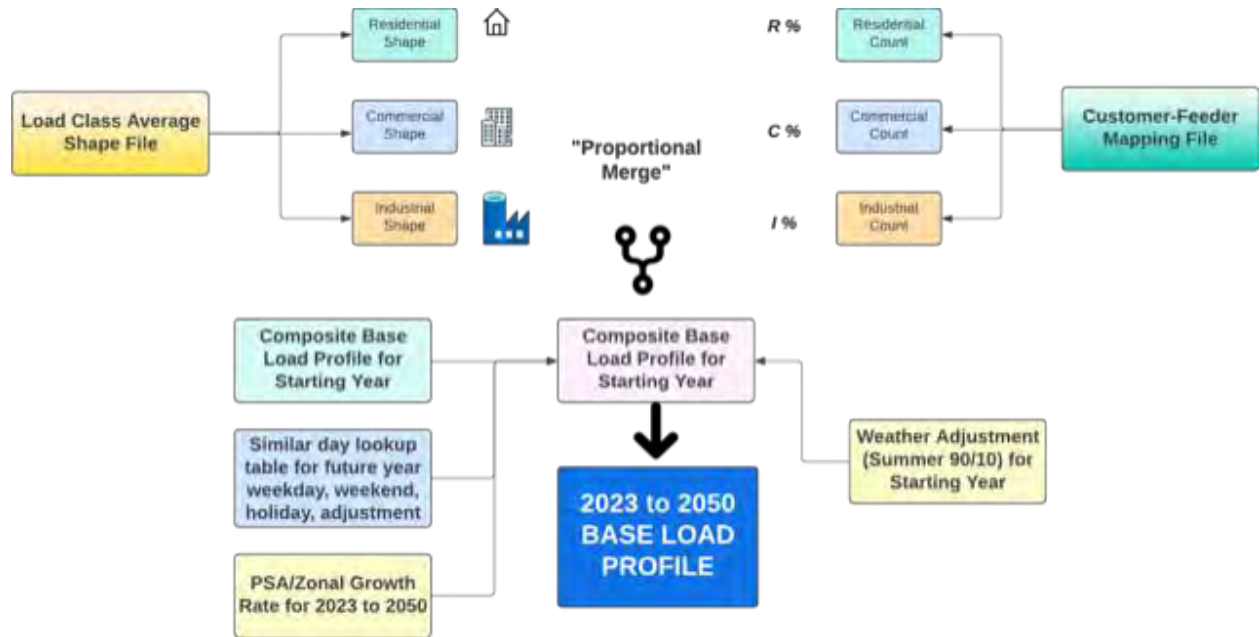 Residential
Shape
R %
Residential
Count
Load Class Average
Shape File
Commercial
Shape
"Proportional
Merge"
C %
Commercial
Count
Customer-Feeder
Mapping File
Industrial
Shape
I %
Industrial
Count
Composite Base
Load Profile for
Starting Year
Composite Base
Load Profile for
Starting Year
Similar day lookup
table for future year
weekday, weekend,
holiday, adjustment
Weather Adjustment
(Summer 90/10) for
Starting Year
2023 to 2050
BASE LOAD
PROFILE
PSA/Zonal Growth
Rate for 2023 to 2050